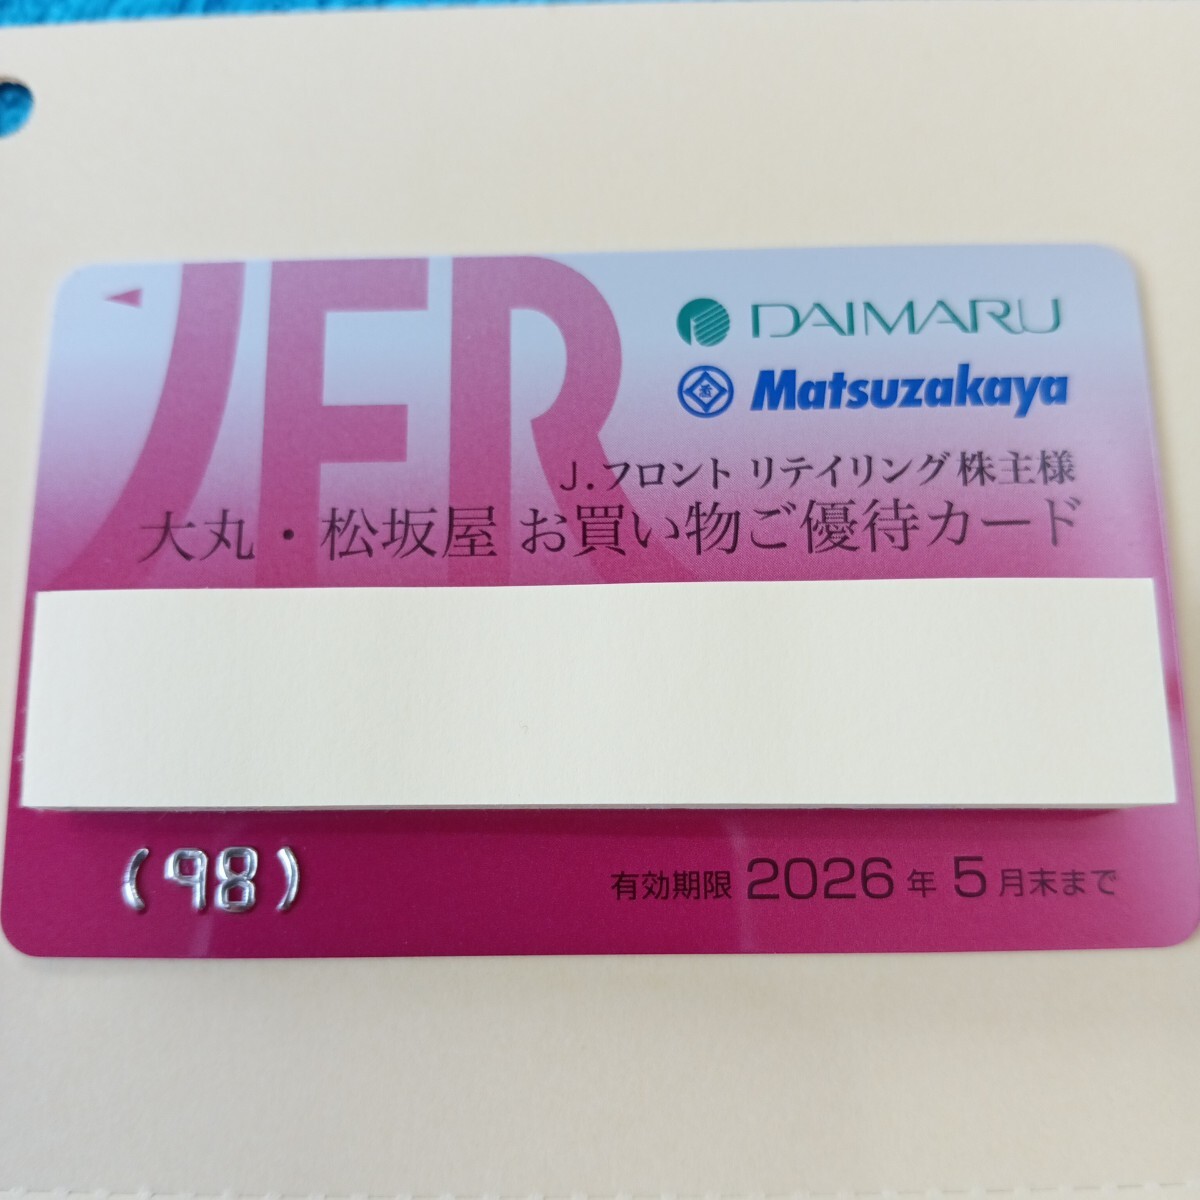 JFR
DAIMARU
Matsuzakaya
J.フロント リテイリング 株主様
大丸・松坂屋 お買い物ご優待カード
(98)
有効期限 2026 年 5 月末まで